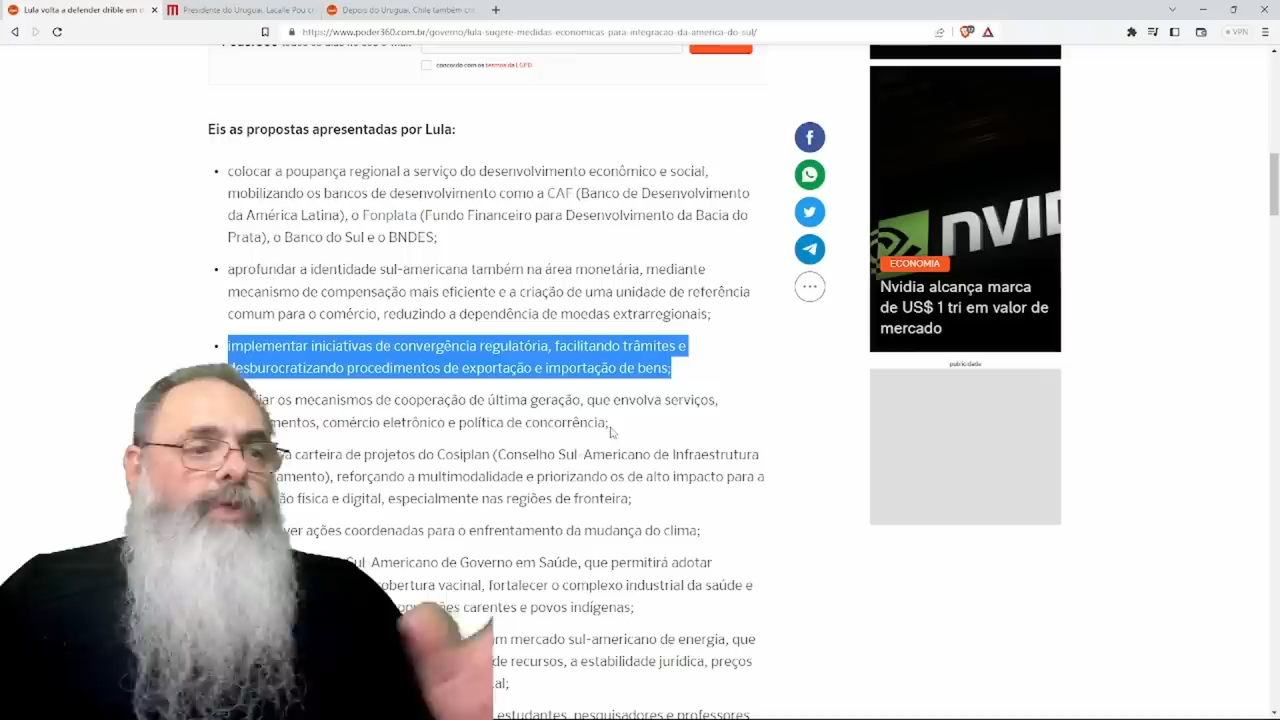 Lula volta a defender drible em m
Presidente do Uruguai, Lacalle Pou cr
Depois do Uruguai, Chile também cri
https://www.poder360.com.br/governo/lula-sugere-medidas-economicas-para-integracao-da-america-do-sul/
VPN
concordo com os termos da LGPD
Eis as propostas apresentadas por Lula:
colocar a poupança regional a serviço do desenvolvimento econômico e social,
mobilizando os bancos de desenvolvimento como a CAF (Banco de Desenvolvimento
da América Latina), o Fonplata (Fundo Financeiro para Desenvolvimento da Bacia do
Prata), o Banco do Sul e o BNDES;
aprofundar a identidade sul-americana também na área monetária, mediante
mecanismo de compensação mais eficiente e a criação de uma unidade de referência
comum para o comércio, reduzindo a dependência de moedas extrarregionais;
implementar iniciativas de convergência regulatória, facilitando trâmites e
desburocratizando procedimentos de exportação e importação de bens;
os mecanismos de cooperação de última geração, que envolva serviços,
comércio eletrônico e política de concorrência;
a carteira de projetos do Cosiplan (Conselho Sul-Americano de Infraestrutura
reforçando a multimodalidade e priorizando os de alto impacto para a
física e digital, especialmente nas regiões de fronteira;
ações coordenadas para o enfrentamento da mudança do clima;
Sul-Americano de Governo em Saúde, que permitirá adotar
vacinal, fortalecer o complexo industrial da saúde e
carentes e povos indígenas;
mercado sul-americano de energia, que
de recursos, a estabilidade jurídica, preços
estudantes, pesquisadores e professores
NVID
ECONOMIA
Nvidia alcança marca
de US$ 1 tri em valor de
mercado
publicidade